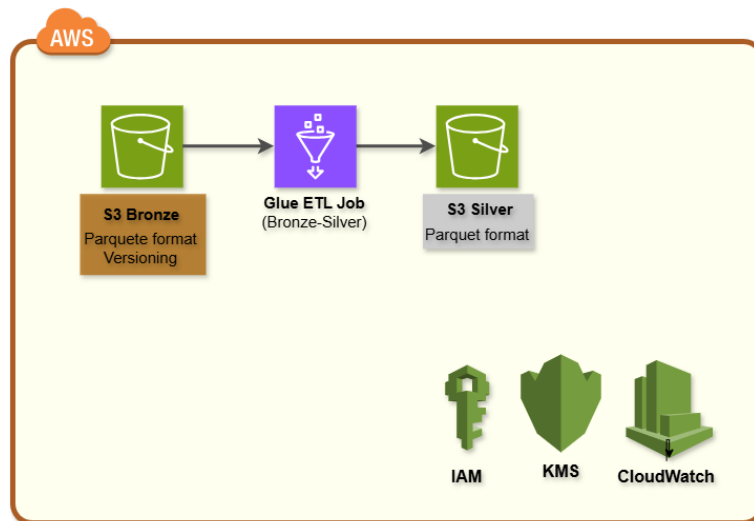 AWS
S3 Bronze
Parquete format
Versioning
Glue ETL Job
(Bronze-Silver)
S3 Silver
Parquet format
IAM
KMS
CloudWatch